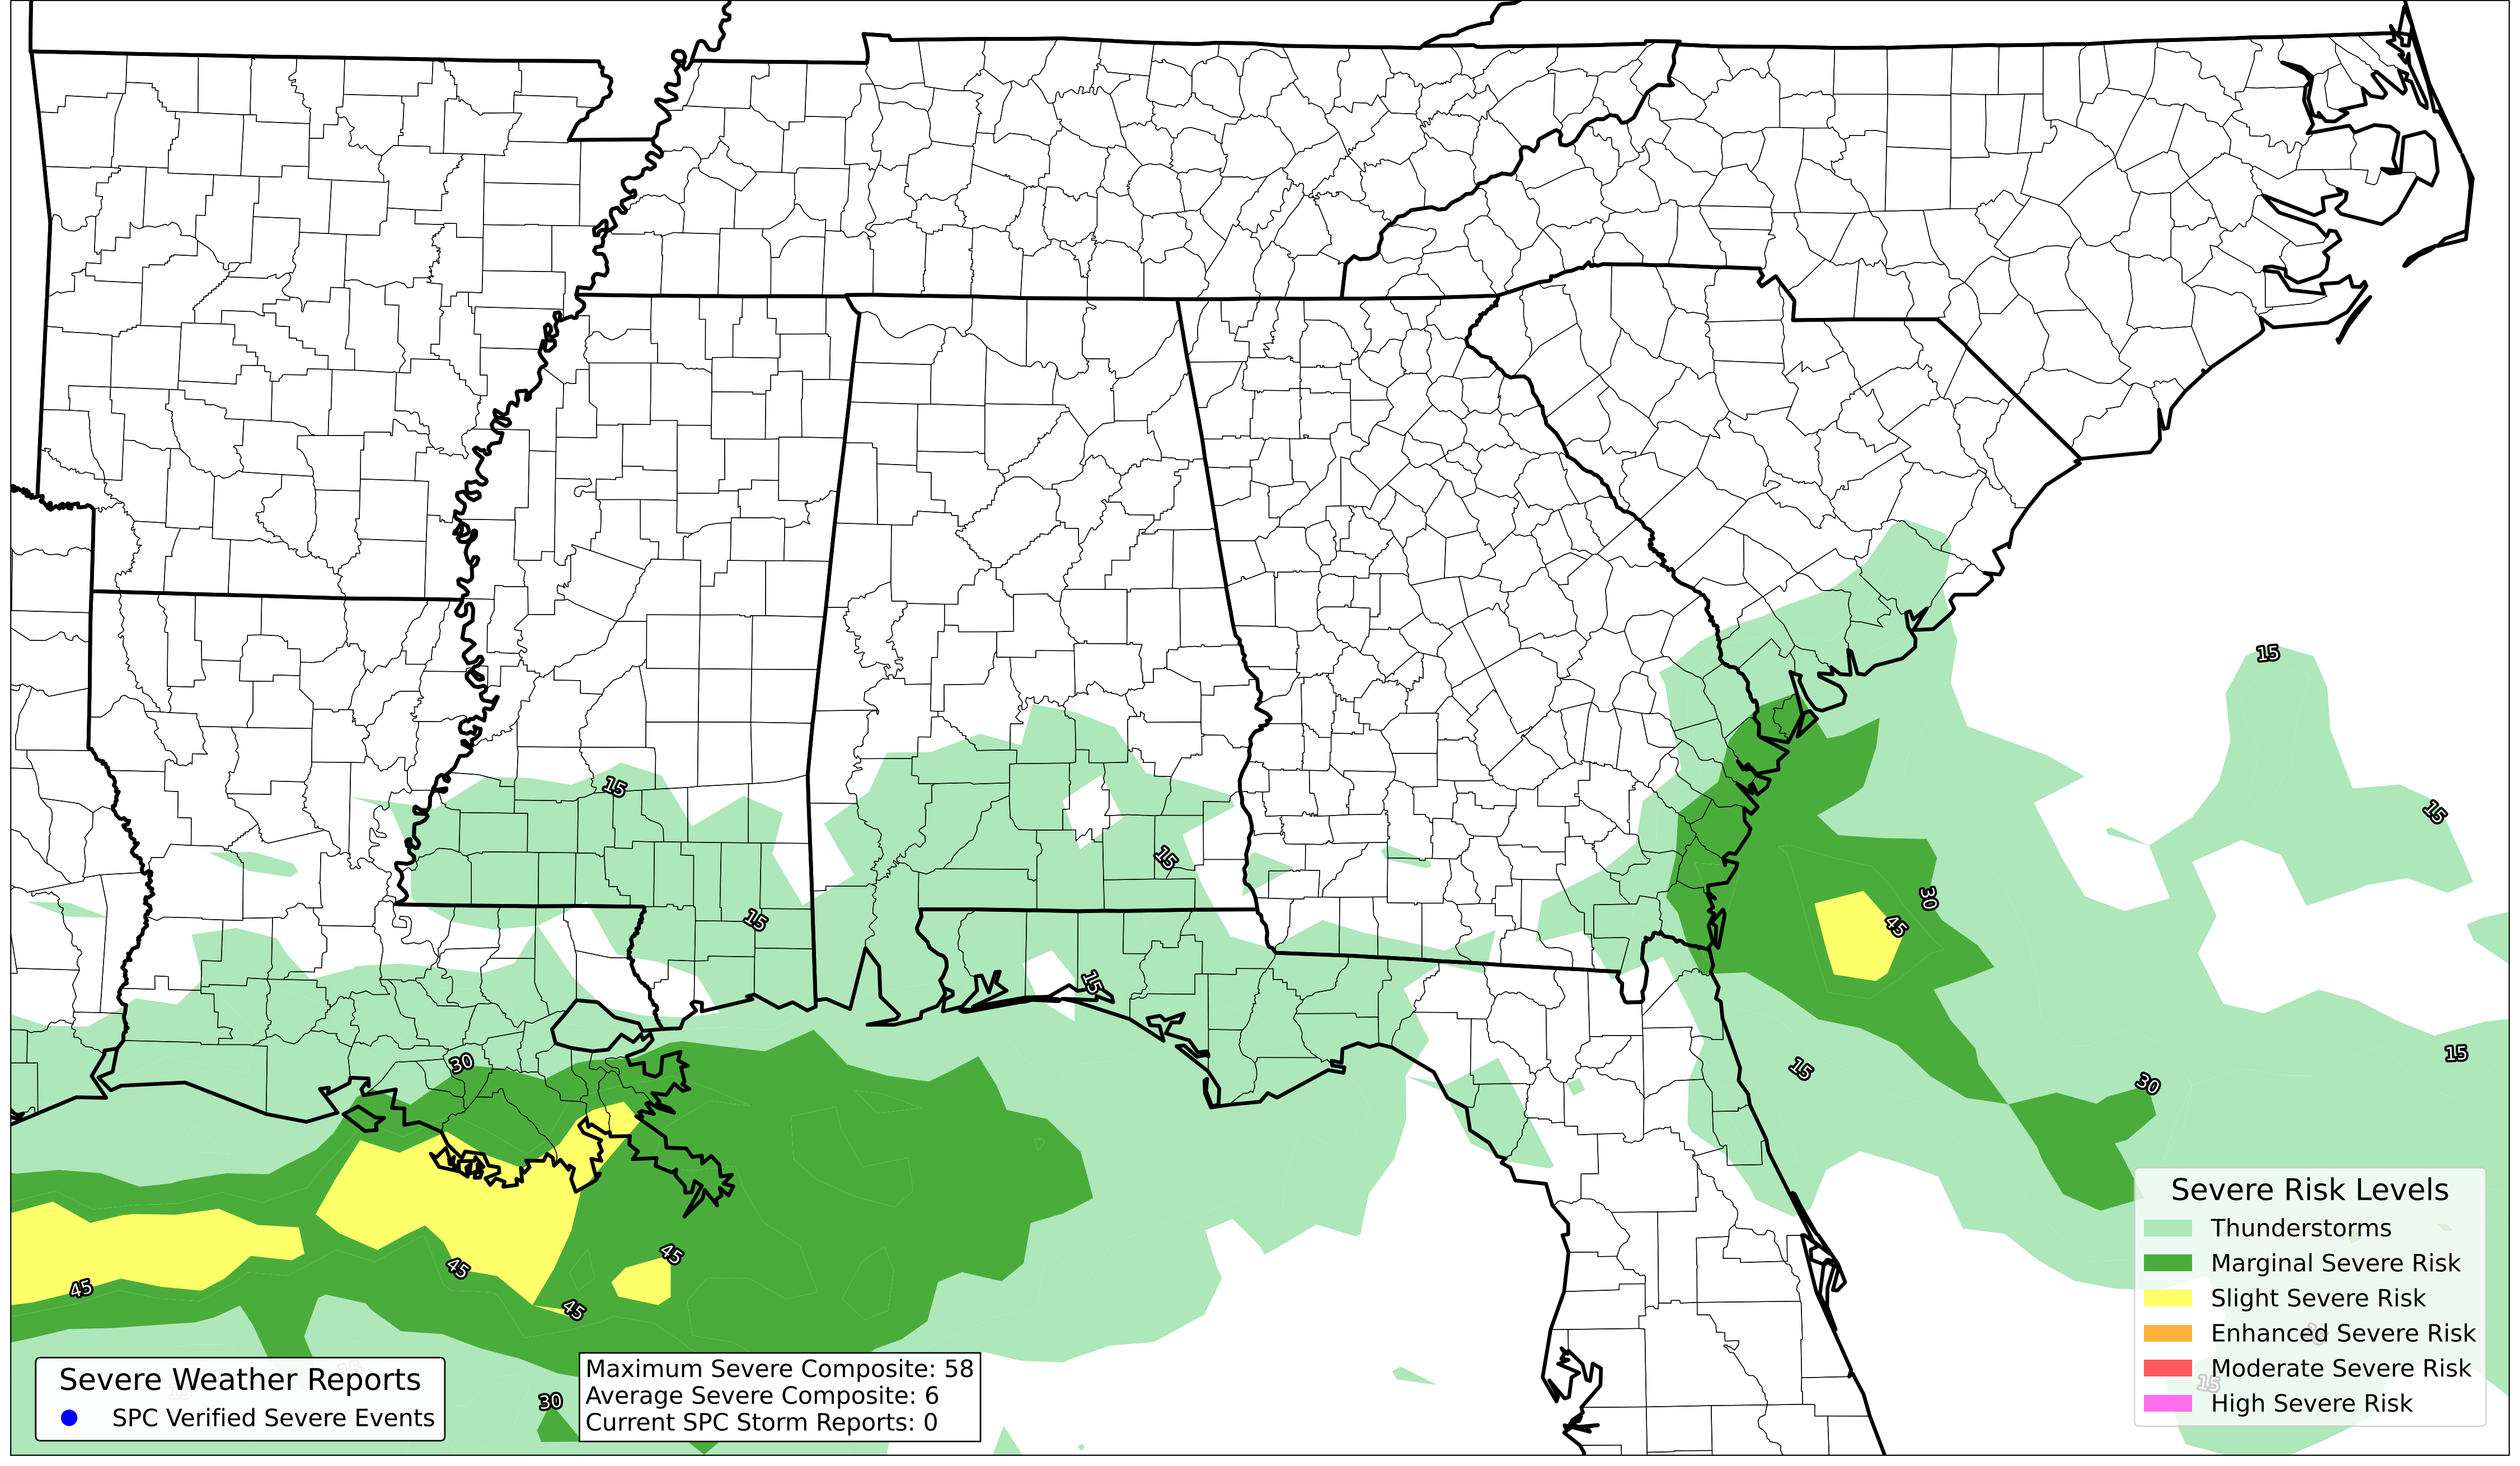 15
15
15
15
15
15
30
45
15
30
15
15
30
45
45
45
45
30
15
Severe Risk Levels
Thunderstorms
Marginal Severe Risk
Slight Severe Risk
Enhanced Severe Risk
Moderate Severe Risk
High Severe Risk
Severe Weather Reports
SPC Verified Severe Events
Maximum Severe Composite: 58
Average Severe Composite: 6
Current SPC Storm Reports: 0